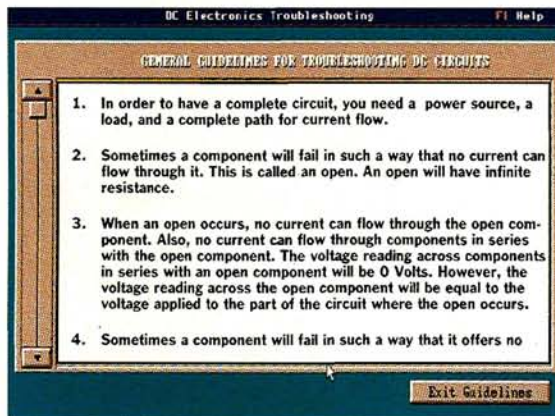 DC Electronics Troubleshooting F1 Help
GENERAL GUIDELINES FOR TROUBLESHOOTING DC CIRCUITS
1. In order to have a complete circuit, you need a power source, a
load, and a complete path for current flow.
2. Sometimes a component will fail in such a way that no current can
flow through it. This is called an open. An open will have infinite
resistance.
3. When an open occurs, no current can flow through the open com-
ponent. Also, no current can flow through components in series
with the open component. The voltage reading across components
in series with an open component will be 0 Volts. However, the
voltage reading across the open component will be equal to the
voltage applied to the part of the circuit where the open occurs.
4. Sometimes a component will fail in such a way that it offers no
Exit Guidelines